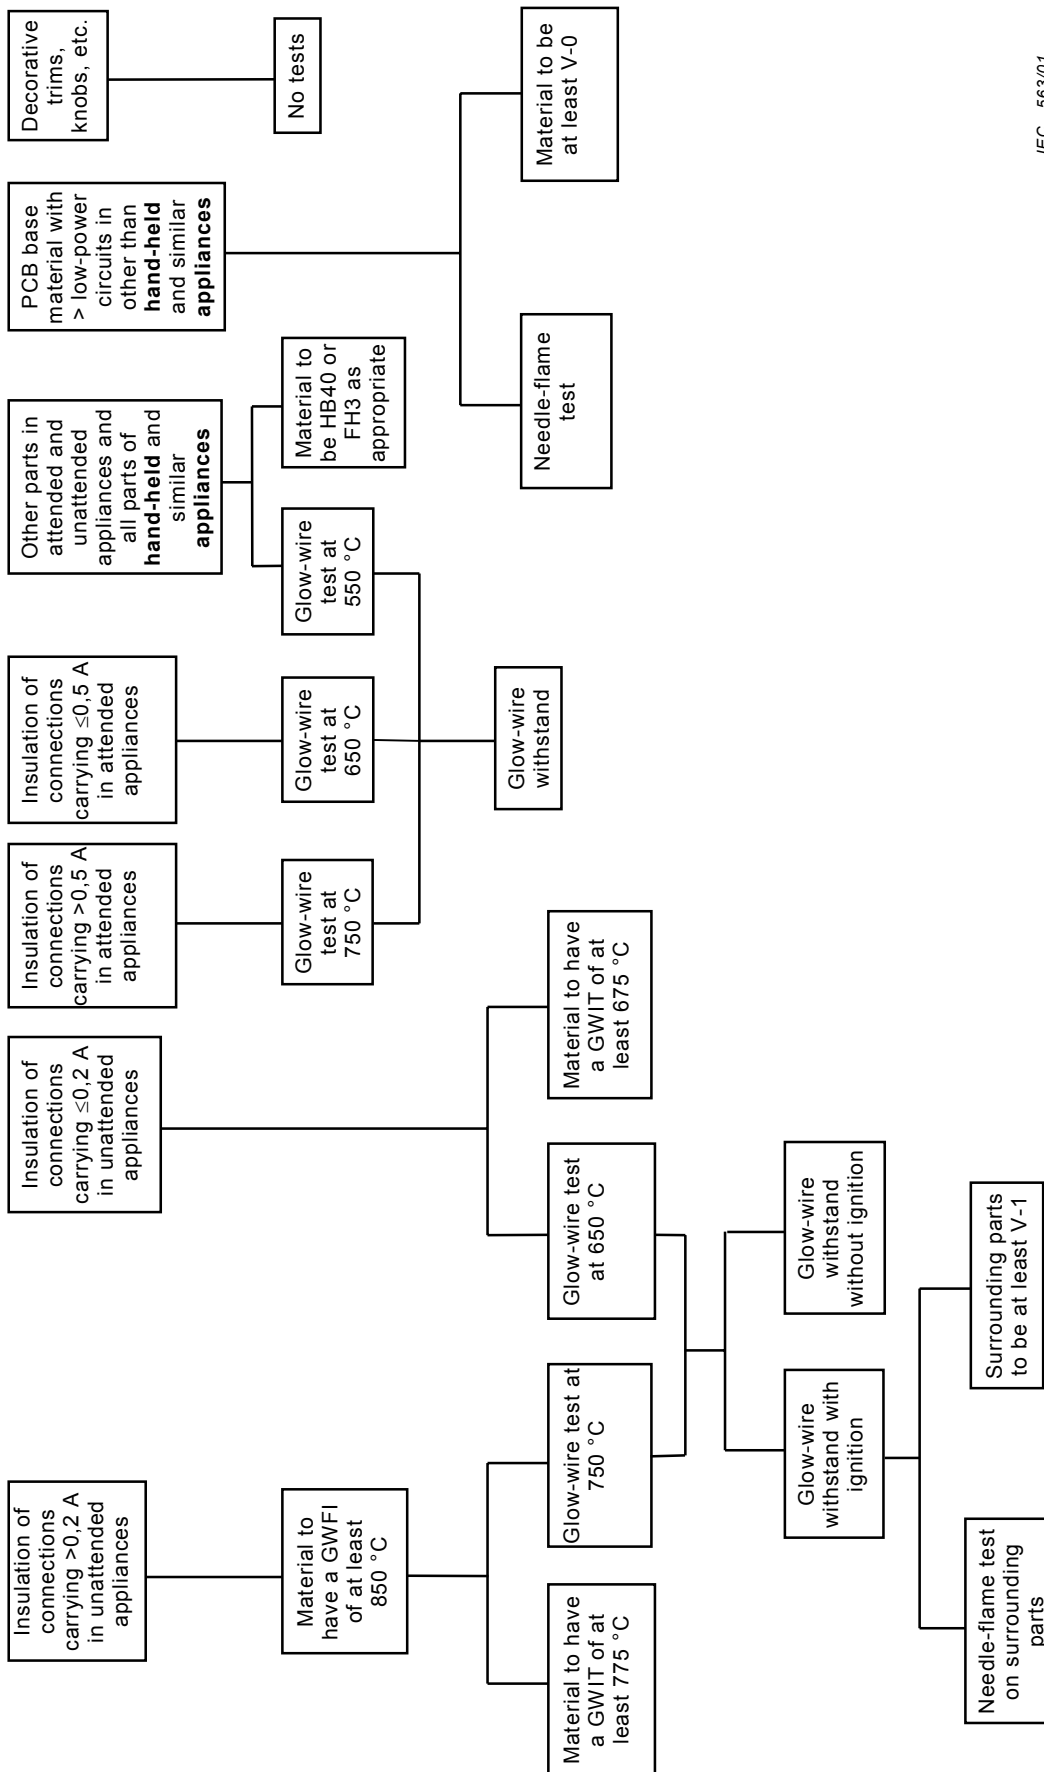 Insulation of
connections
carrying >0,2 A
in unattended
appliances
Insulation of
connections
carrying ≤0,2 A
in unattended
appliances
Insulation of
connections
carrying >0,5 A
in attended
appliances
Insulation of
connections
carrying ≤0,5 A
in attended
appliances
Other parts in
attended and
unattended
appliances and
all parts of
hand-held and
similar
appliances
PCB base
material with
> low-power
circuits in
other than
hand-held
and similar
appliances
Decorative
trims,
knobs, etc.
Material to
have a GWFI
of at least
850 °C
Glow-wire
test at
750 °C
Glow-wire
test at
650 °C
Glow-wire
test at
550 °C
Material to
be HB40 or
FH3 as
appropriate
No tests
Material to have
a GWIT of at
least 775 °C
Glow-wire test at
750 °C
Glow-wire test
at 650 °C
Material to have
a GWIT of at
least 675 °C
Glow-wire
withstand
Needle-flame
test
Material to be
at least V-0
Glow-wire
withstand with
ignition
Glow-wire
withstand
without ignition
Needle-flame test
on surrounding
parts
Surrounding parts
to be at least V-1
IEC 563/01